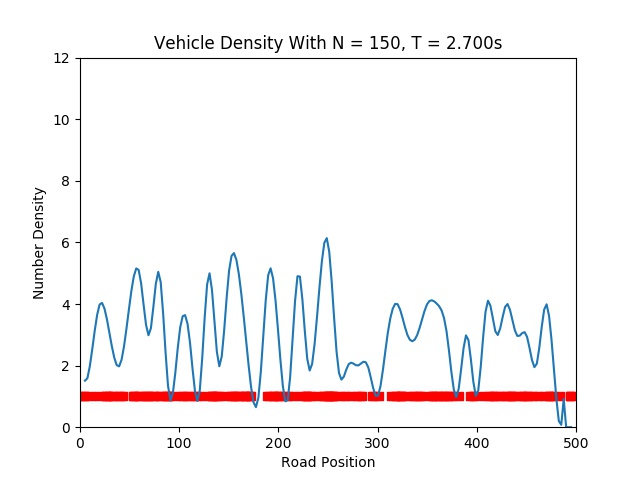 Vehicle Density With N = 150, T = 2.700s
Number Density
12
10
8
6
4
2
0
0 100 200 300 400 500
Road Position